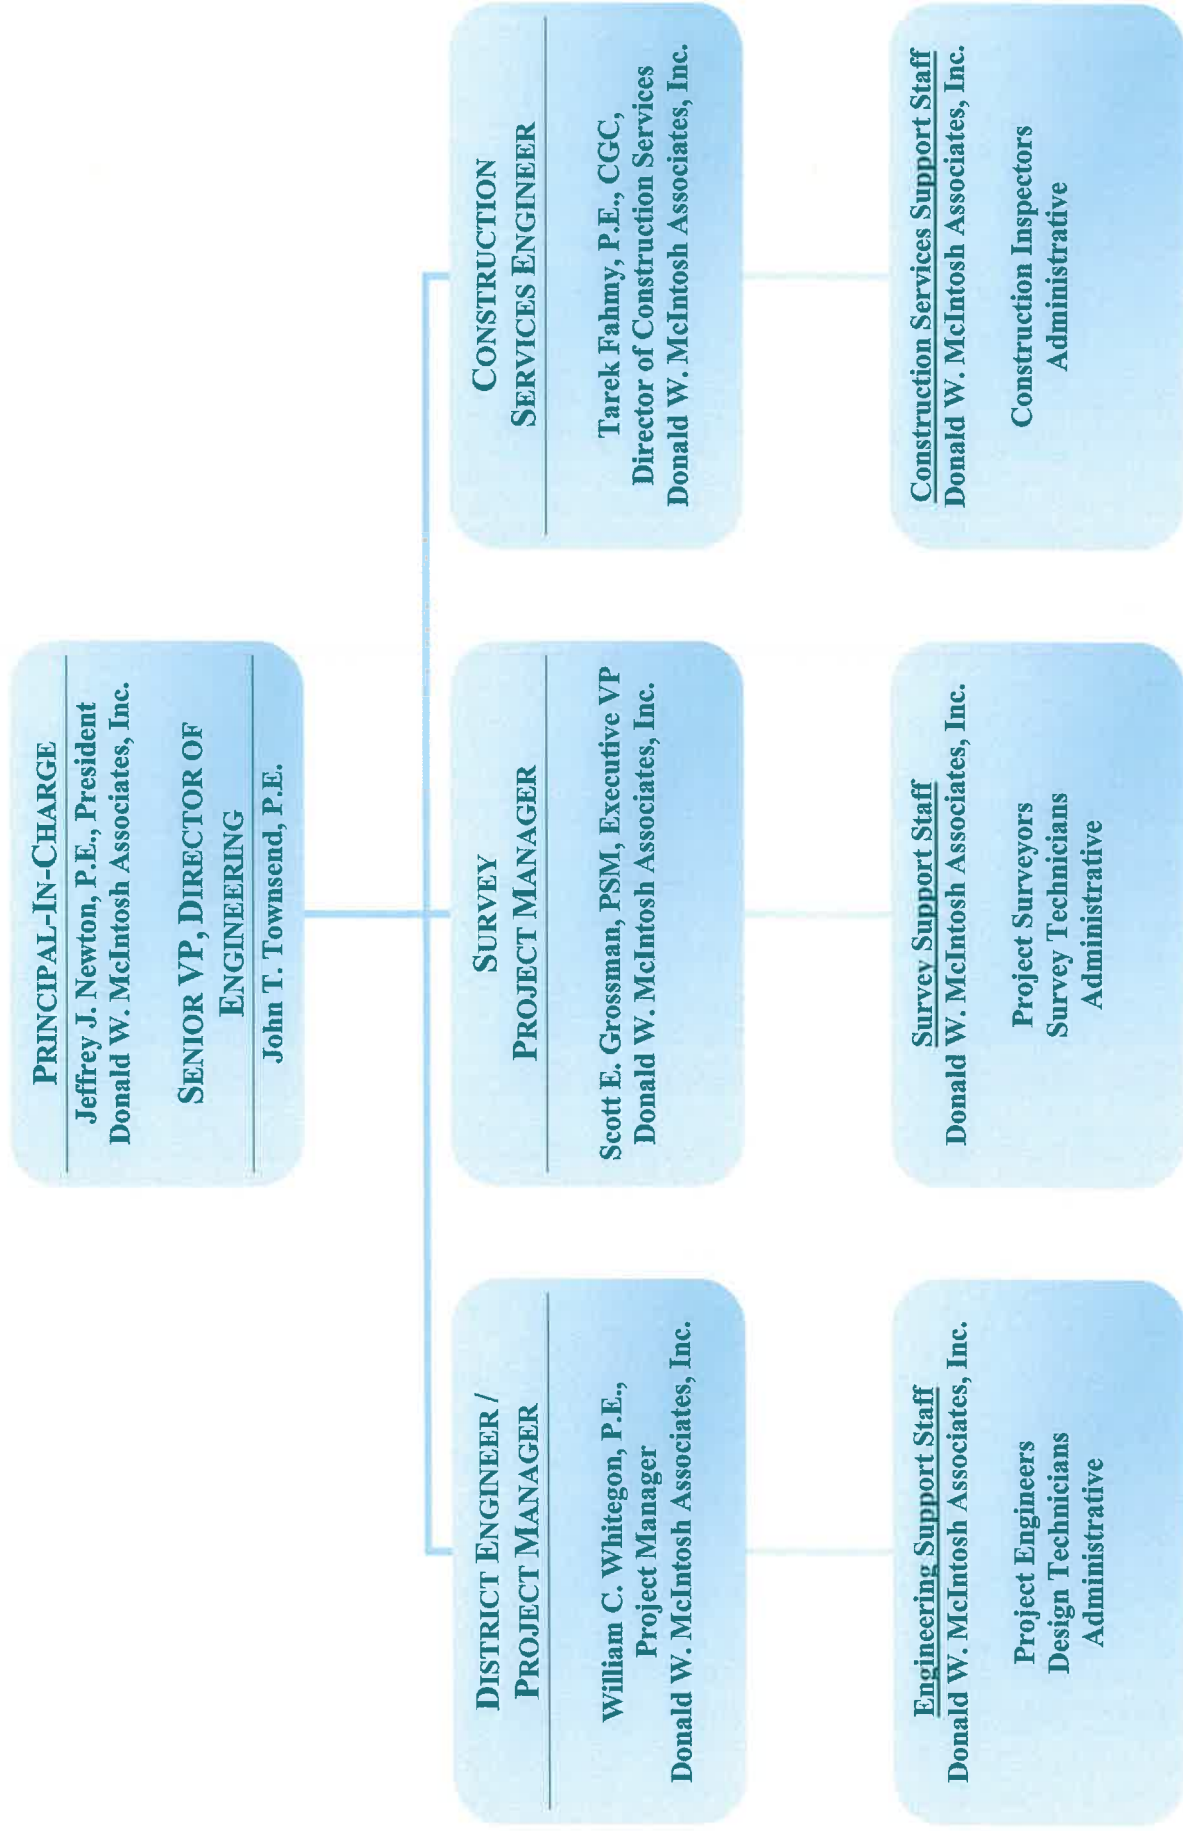 PRINCIPAL-IN-CHARGE
Jeffrey J. Newton, P.E., President
Donald W. McIntosh Associates, Inc.
SENIOR VP, DIRECTOR OF
ENGINEERING
John T. Townsend, P.E.
DISTRICT ENGINEER /
PROJECT MANAGER
William C. Whitegon, P.E.,
Project Manager
Donald W. McIntosh Associates, Inc.
SURVEY
PROJECT MANAGER
Scott E. Grossman, PSM, Executive VP
Donald W. McIntosh Associates, Inc.
CONSTRUCTION
SERVICES ENGINEER
Tarek Fahmy, P.E., CGC,
Director of Construction Services
Donald W. McIntosh Associates, Inc.
Engineering Support Staff
Donald W. McIntosh Associates, Inc.
Project Engineers
Design Technicians
Administrative
Survey Support Staff
Donald W. McIntosh Associates, Inc.
Project Surveyors
Survey Technicians
Administrative
Construction Services Support Staff
Donald W. McIntosh Associates, Inc.
Construction Inspectors
Administrative